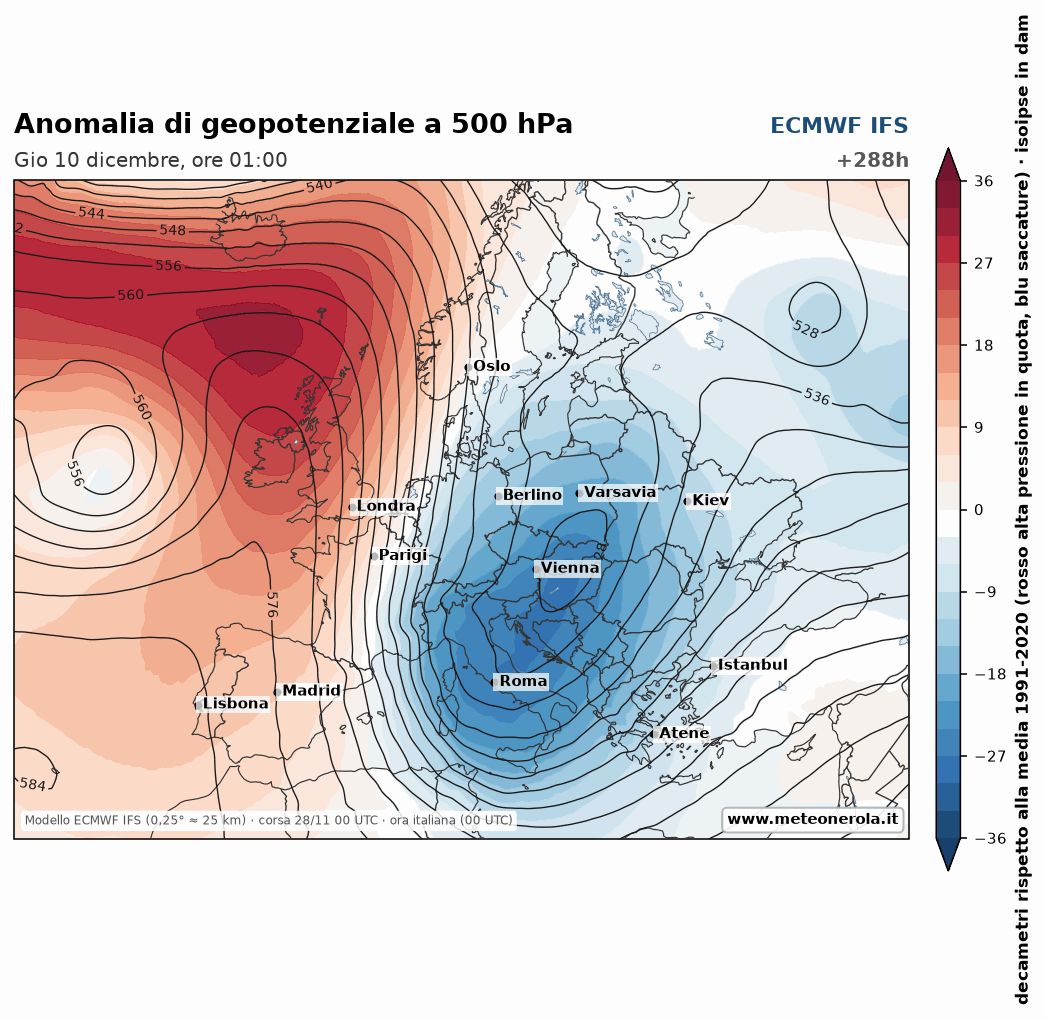 Anomalia di geopotenziale a 500 hPa
ECMWF IFS
Gio 10 dicembre, ore 01:00
+288h
540
544
548
2
556
560
528
536
560
556
576
584
Oslo
Berlino
Varsavia
Kiev
Londra
Parigi
Vienna
Istanbul
Roma
Madrid
Lisbona
Atene
Modello ECMWF IFS (0,25° ≈ 25 km) · corsa 28/11 00 UTC · ora italiana (00 UTC)
www.meteonerola.it
36
27
18
9
0
−9
−18
−27
−36
decametri rispetto alla media 1991-2020 (rosso alta pressione in quota, blu saccature) · isoipse in dam